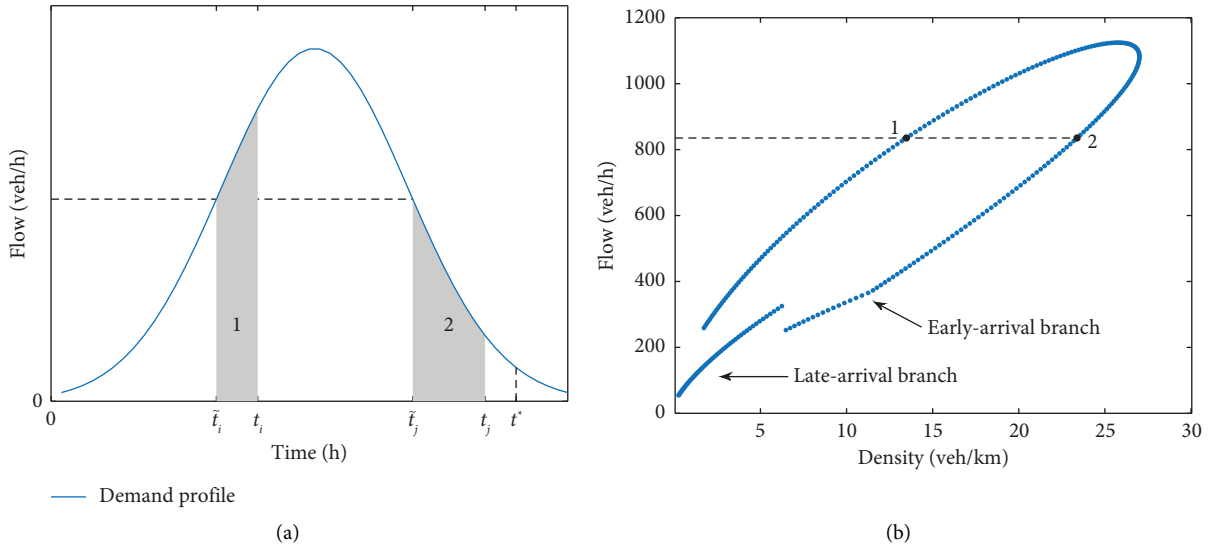 Flow (veh/h)
1
2
0
0
t̃i
ti
t̃j
tj
t*
Time (h)
Demand profile
(a)
1200
1000
800
600
400
200
0
Flow (veh/h)
1
2
Early-arrival branch
Late-arrival branch
5
10
15
20
25
30
Density (veh/km)
(b)